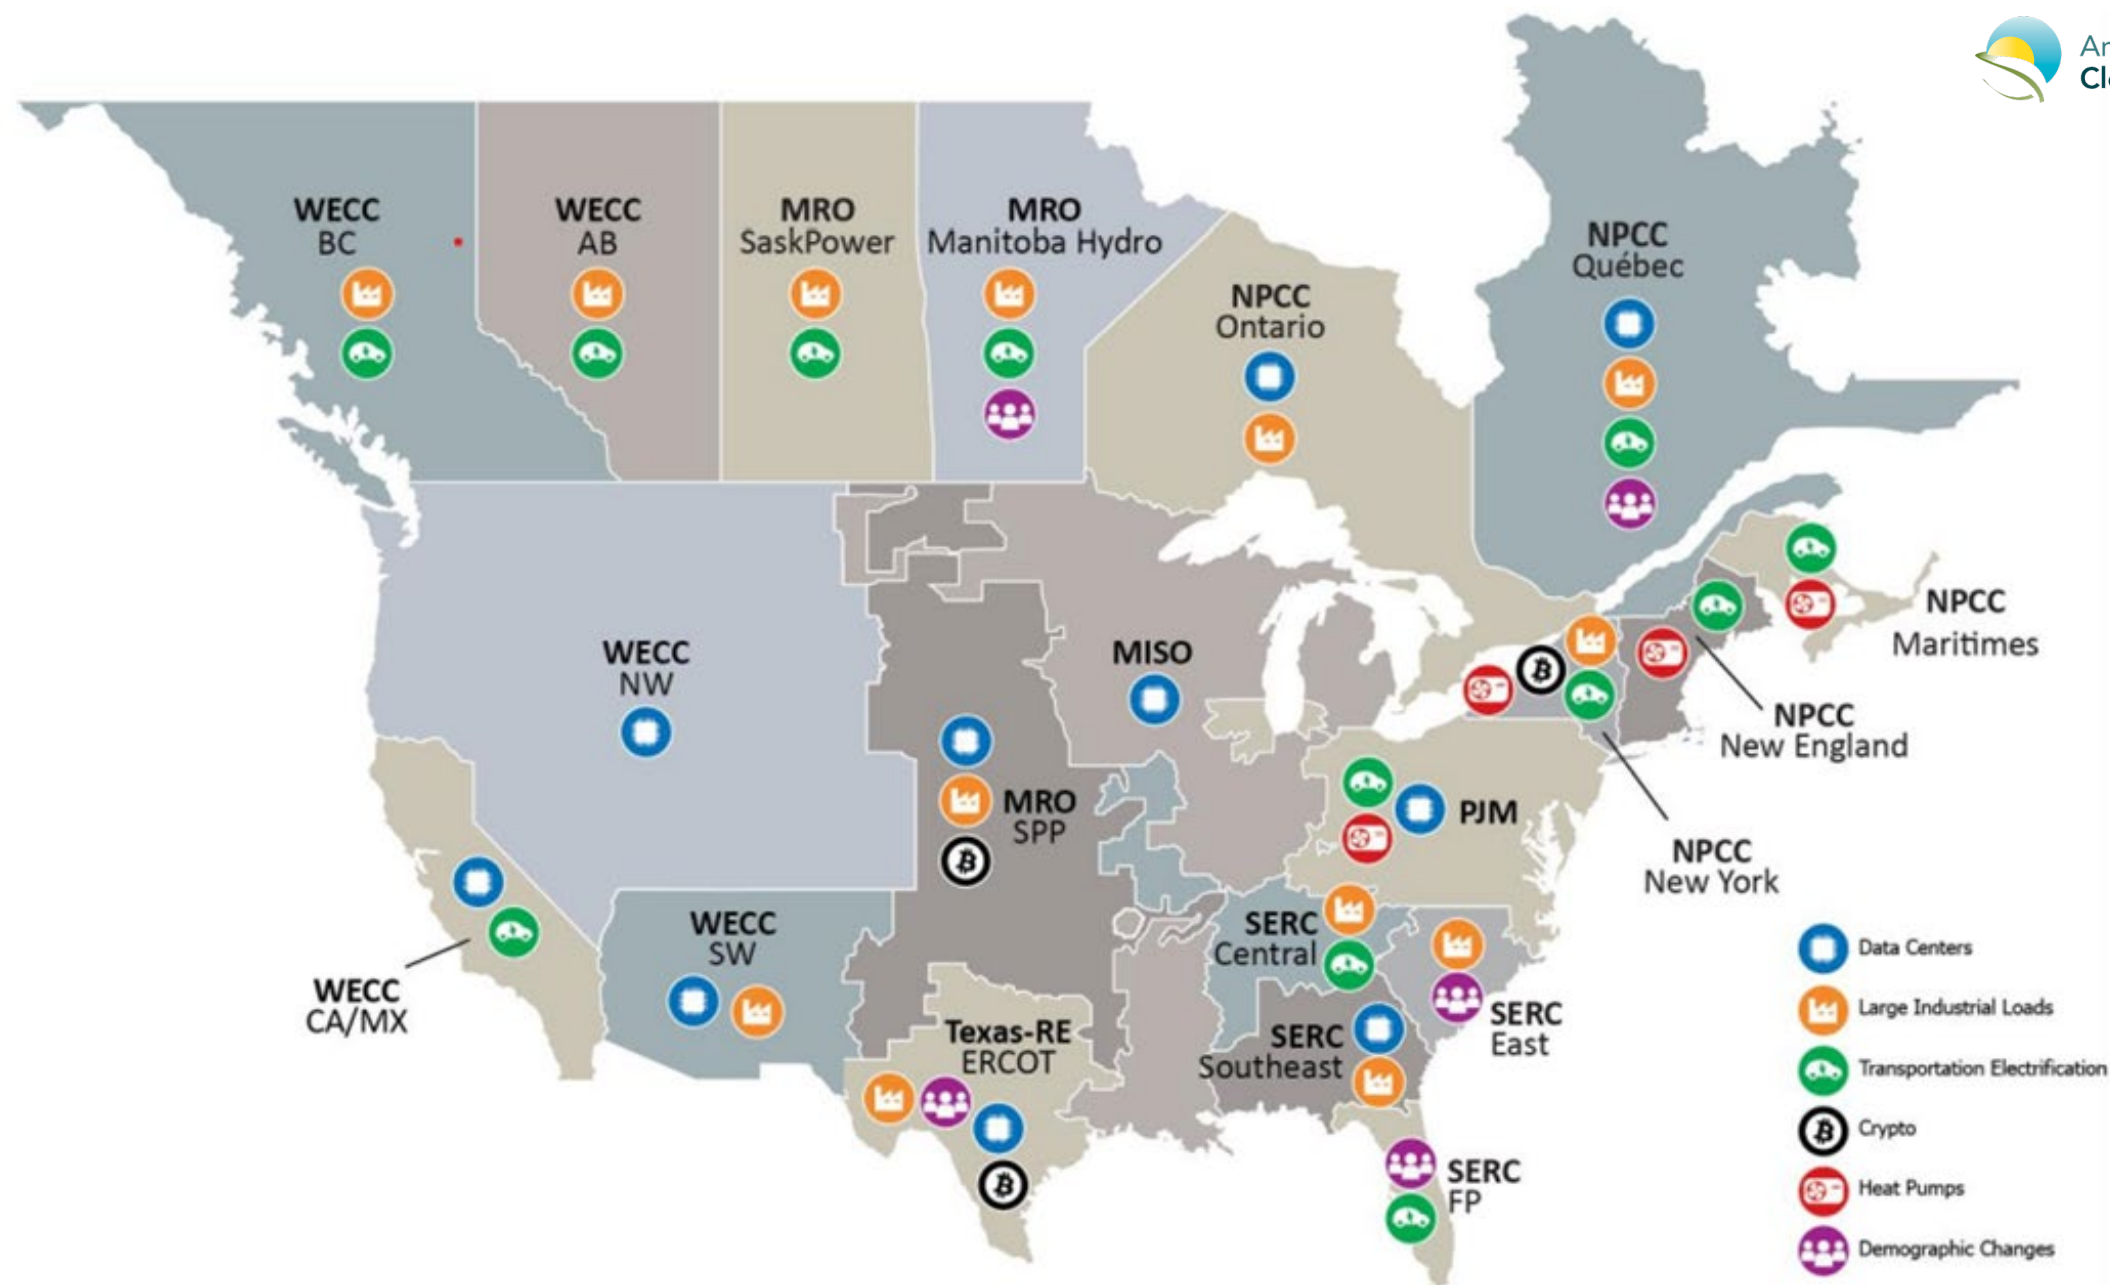 An
Cl
WECC
BC
WECC
AB
MRO
SaskPower
MRO
Manitoba Hydro
NPCC
Ontario
NPCC
Québec
NPCC
Maritimes
NPCC
New England
NPCC
New York
WECC
NW
MISO
MRO
SPP
PJM
WECC
CA/MX
WECC
SW
SERC
Central
SERC
East
SERC
Southeast
Texas-RE
ERCOT
SERC
FP
Data Centers
Large Industrial Loads
Transportation Electrification
Crypto
Heat Pumps
Demographic Changes